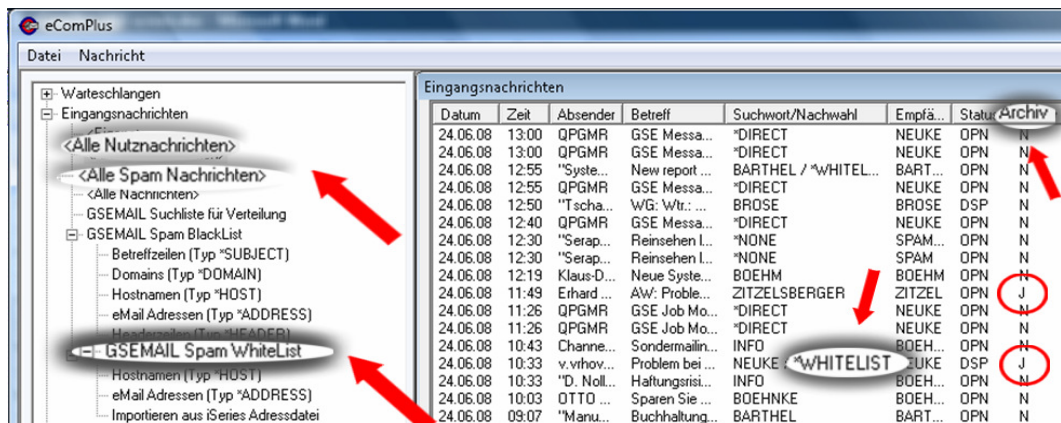 eComPlus
Datei Nachricht
Warteschlangen
Eingangsnachrichten
<Alle Nutznachrichten>
<Alle Spam Nachrichten>
<Alle Nachrichten>
GSEMAIL Suchliste für Verteilung
GSEMAIL Spam BlackList
Betreffzeilen (Typ *SUBJECT)
Domains (Typ *DOMAIN)
Hostnamen (Typ *HOST)
eMail Adressen (Typ *ADDRESS)
Headerzeilen (Typ *HEADER)
GSEMAIL Spam WhiteList
Hostnamen (Typ *HOST)
eMail Adressen (Typ *ADDRESS)
Importieren aus iSeries Adressdatei
Eingangsnachrichten
Datum Zeit Absender Betreff Suchwort/Nachwahl Empfä... Status Archiv
24.06.08 13:00 QPGMR GSE Messa... *DIRECT NEUKE OPN N
24.06.08 13:00 QPGMR GSE Messa... *DIRECT NEUKE OPN N
24.06.08 12:55 "Syste... New report ... BARTHEL / *WHITEL... BART... OPN N
24.06.08 12:55 QPGMR GSE Messa... *DIRECT NEUKE OPN N
24.06.08 12:50 "Tscha... WG: Wtr.: ... BROSE BROSE DSP N
24.06.08 12:40 QPGMR GSE Messa... *DIRECT NEUKE OPN N
24.06.08 12:30 "Serap... Reinsehen l... *NONE SPAM... OPN N
24.06.08 12:30 "Serap... Reinsehen l... *NONE SPAM OPN N
24.06.08 12:19 Klaus-D... Neue Syste... BOEHM BOEHM OPN N
24.06.08 11:49 Erhard ... AW: Proble... ZITZELSBERGER ZITZEL OPN J
24.06.08 11:26 QPGMR GSE Job Mo... *DIRECT NEUKE OPN N
24.06.08 11:26 QPGMR GSE Job Mo... *DIRECT NEUKE OPN N
24.06.08 10:43 Channe... Sondermailin... INFO BOEH... OPN N
24.06.08 10:33 v.vrhov... Problem bei ... NEUKE / *WHITELIST NEUKE DSP J
24.06.08 10:33 "D. Noll... Haftungsrisi... INFO BOEH... OPN N
24.06.08 10:03 OTTO ... Sparen Sie ... BOEHNKE BOEH... OPN N
24.06.08 09:07 "Manu... Buchhaltung... BARTHEL BART... OPN N